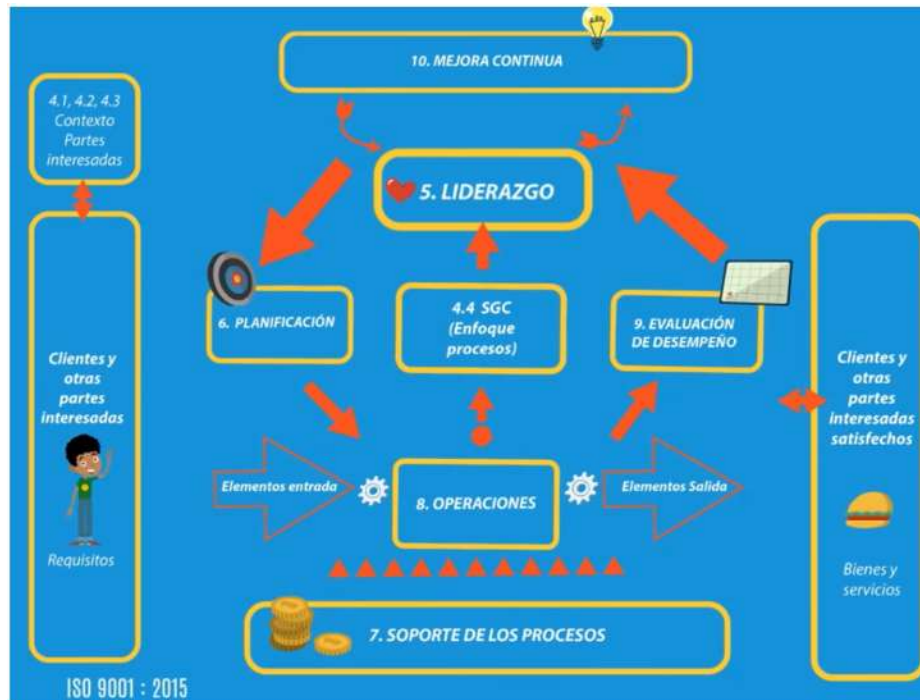 10. MEJORA CONTINUA
4.1, 4.2, 4.3
Contexto
Partes
interesadas
5. LIDERAZGO
6. PLANIFICACIÓN
4.4 SGC
(Enfoque
procesos)
9. EVALUACIÓN
DE DESEMPEÑO
Clientes y
otras
partes
interesadas
Requisitos
Clientes y
otras
partes
interesadas
satisfechos
Bienes y
servicios
Elementos entrada
8. OPERACIONES
Elementos Salida
7. SOPORTE DE LOS PROCESOS
ISO 9001 : 2015